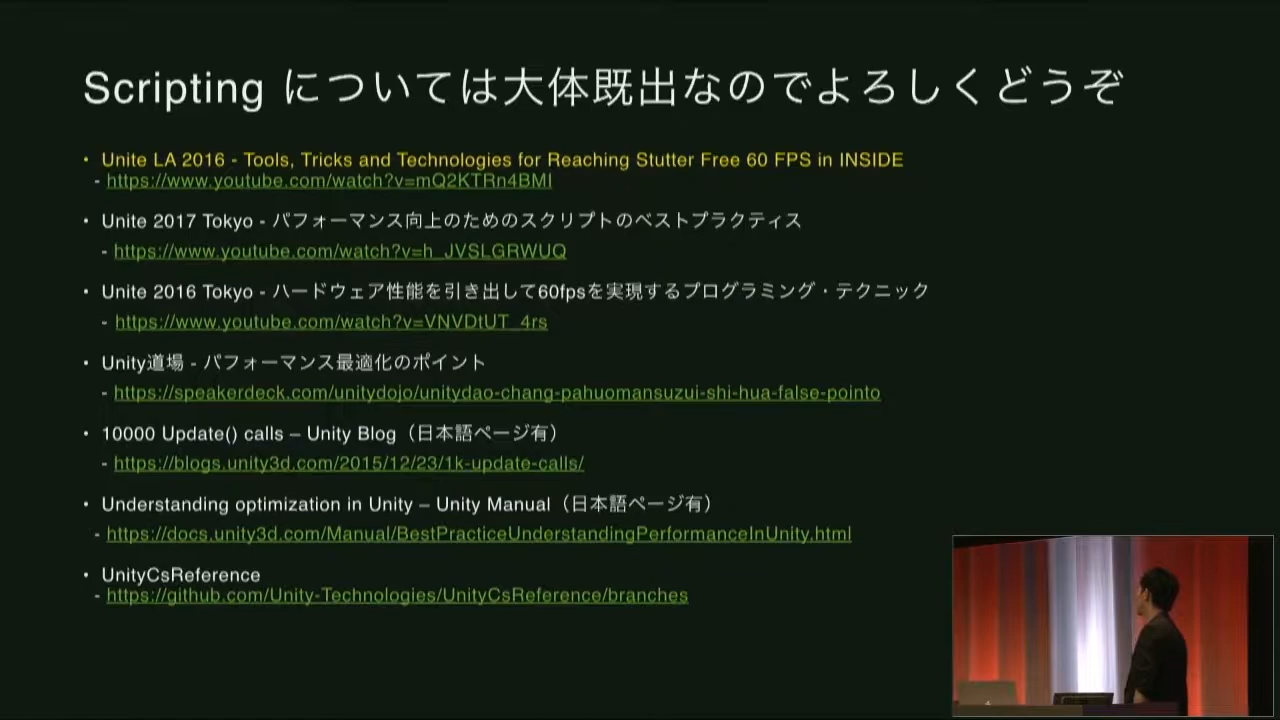 Scripting については大体既出なのでよろしくどうぞ
・ Unite LA 2016 - Tools, Tricks and Technologies for Reaching Stutter Free 60 FPS in INSIDE
- https://www.youtube.com/watch?v=mQ2KTRn4BMI
・ Unite 2017 Tokyo - パフォーマンス向上のためのスクリプトのベストプラクティス
- https://www.youtube.com/watch?v=h_JVSLGRWUQ
・ Unite 2016 Tokyo - ハードウェア性能を引き出して60fpsを実現するプログラミング・テクニック
- https://www.youtube.com/watch?v=VNVDtUT_4rs
・ Unity道場 - パフォーマンス最適化のポイント
- https://speakerdeck.com/unitydojo/unitydao-chang-pahuomansuzui-shi-hua-false-pointo
・ 10000 Update() calls – Unity Blog（日本語ページ有）
- https://blogs.unity3d.com/2015/12/23/1k-update-calls/
・ Understanding optimization in Unity – Unity Manual（日本語ページ有）
- https://docs.unity3d.com/Manual/BestPracticeUnderstandingPerformanceInUnity.html
・ UnityCsReference
- https://github.com/Unity-Technologies/UnityCsReference/branches